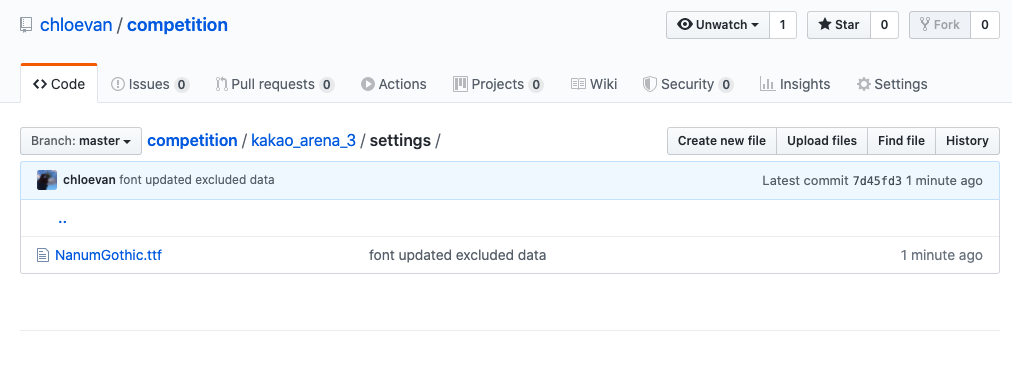 chloevan / competition
Unwatch 1 Star 0 Fork 0
Code Issues 0 Pull requests 0 Actions Projects 0 Wiki Security 0 Insights Settings
Branch: master competition / kakao_arena_3 / settings / Create new file Upload files Find file History
chloevan font updated excluded data Latest commit 7d45fd3 1 minute ago
..
NanumGothic.ttf font updated excluded data 1 minute ago